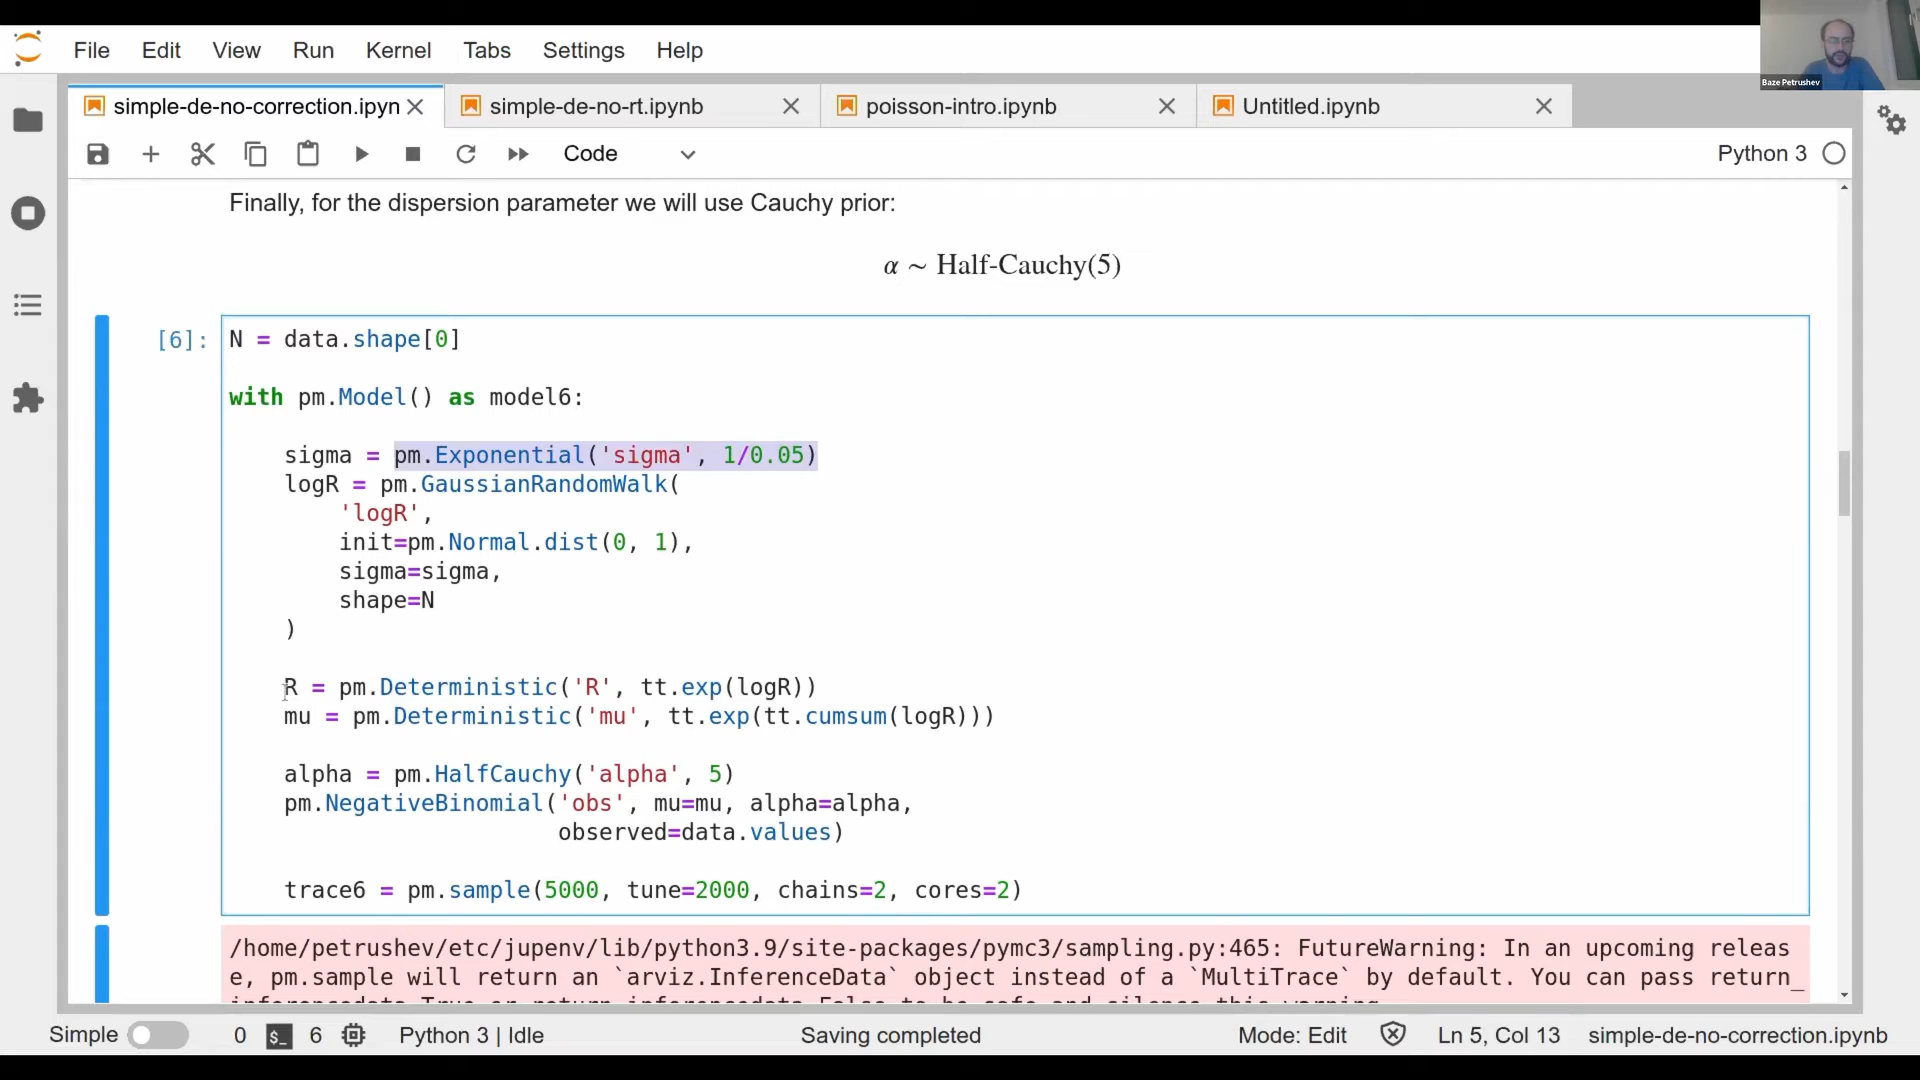 File Edit View Run Kernel Tabs Settings Help
Baze Petrushev
simple-de-no-correction.ipyn simple-de-no-rt.ipynb poisson-intro.ipynb Untitled.ipynb
Code Python 3
Finally, for the dispersion parameter we will use Cauchy prior:
α ∼ Half-Cauchy(5)
[6]: N = data.shape[0]
with pm.Model() as model6:
sigma = pm.Exponential('sigma', 1/0.05)
logR = pm.GaussianRandomWalk(
'logR',
init=pm.Normal.dist(0, 1),
sigma=sigma,
shape=N
)
R = pm.Deterministic('R', tt.exp(logR))
mu = pm.Deterministic('mu', tt.exp(tt.cumsum(logR)))
alpha = pm.HalfCauchy('alpha', 5)
pm.NegativeBinomial('obs', mu=mu, alpha=alpha,
observed=data.values)
trace6 = pm.sample(5000, tune=2000, chains=2, cores=2)
/home/petrushev/etc/jupenv/lib/python3.9/site-packages/pymc3/sampling.py:465: FutureWarning: In an upcoming releas
e, pm.sample will return an `arviz.InferenceData` object instead of a `MultiTrace` by default. You can pass return_
Simple 0 $_ 6 Python 3 | Idle Saving completed Mode: Edit Ln 5, Col 13 simple-de-no-correction.ipynb